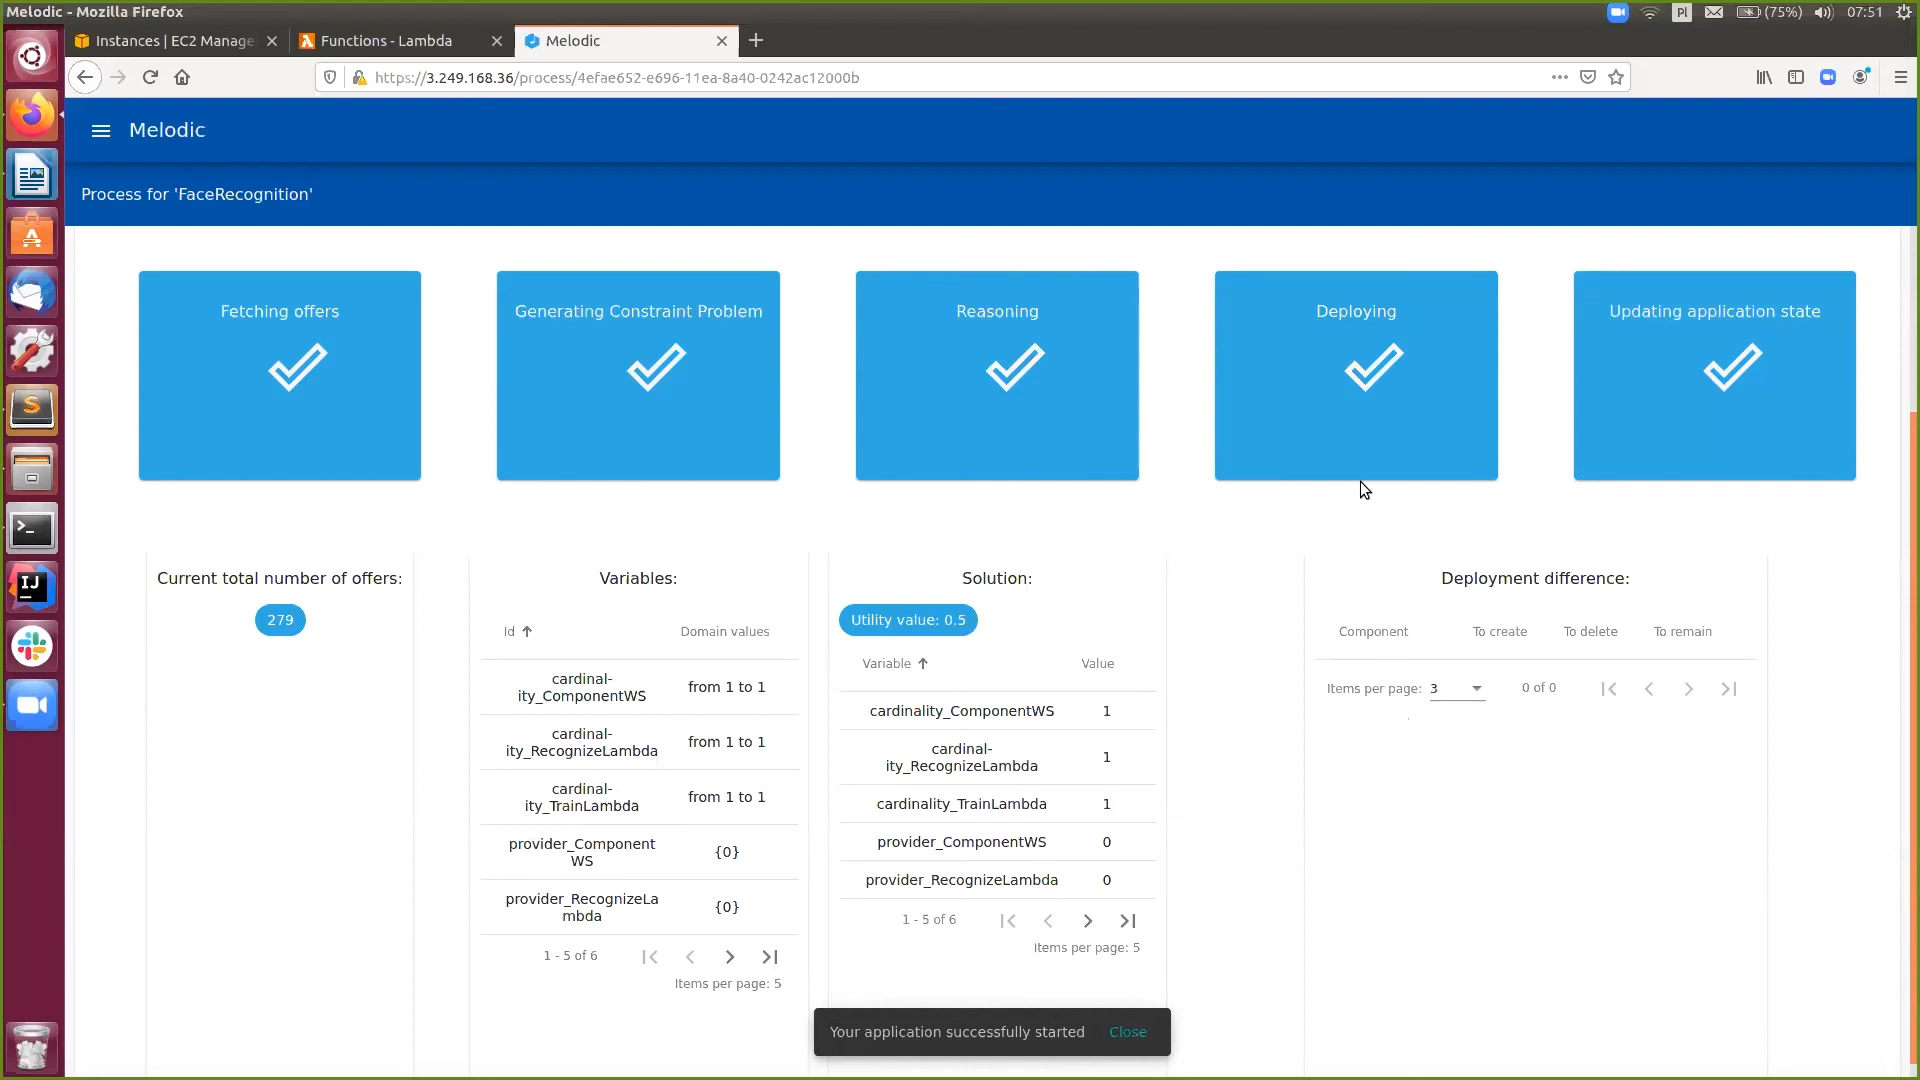 Melodic - Mozilla Firefox
Pl
(75%)
07:51
Instances | EC2 Manage
Functions - Lambda
Melodic
https://3.249.168.36/process/4efae652-e696-11ea-8a40-0242ac12000b
Melodic
Process for 'FaceRecognition'
Fetching offers
Generating Constraint Problem
Reasoning
Deploying
Updating application state
Current total number of offers:
279
Variables:
Id
Domain values
cardinal-
ity_ComponentWS
from 1 to 1
cardinal-
ity_RecognizeLambda
from 1 to 1
cardinal-
ity_TrainLambda
from 1 to 1
provider_Component
WS
{0}
provider_RecognizeLa
mbda
{0}
1 - 5 of 6
Items per page: 5
Solution:
Utility value: 0.5
Variable
Value
cardinality_ComponentWS
1
cardinal-
ity_RecognizeLambda
1
cardinality_TrainLambda
1
provider_ComponentWS
0
provider_RecognizeLambda
0
1 - 5 of 6
Items per page: 5
Deployment difference:
Component
To create
To delete
To remain
Items per page: 3
0 of 0
Your application successfully started
Close